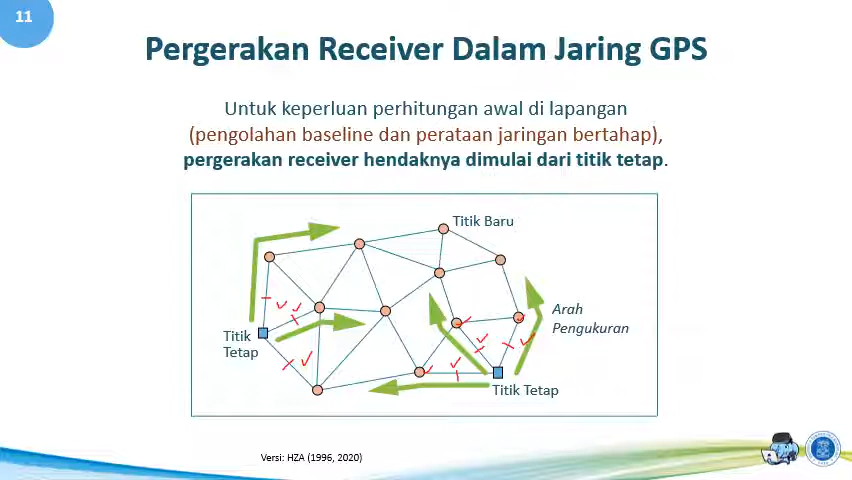 11
Pergerakan Receiver Dalam Jaring GPS
Untuk keperluan perhitungan awal di lapangan
(pengolahan baseline dan perataan jaringan bertahap),
pergerakan receiver hendaknya dimulai dari titik tetap.
Titik Baru
Arah
Pengukuran
Titik
Tetap
Titik Tetap
Versi: HZA (1996, 2020)